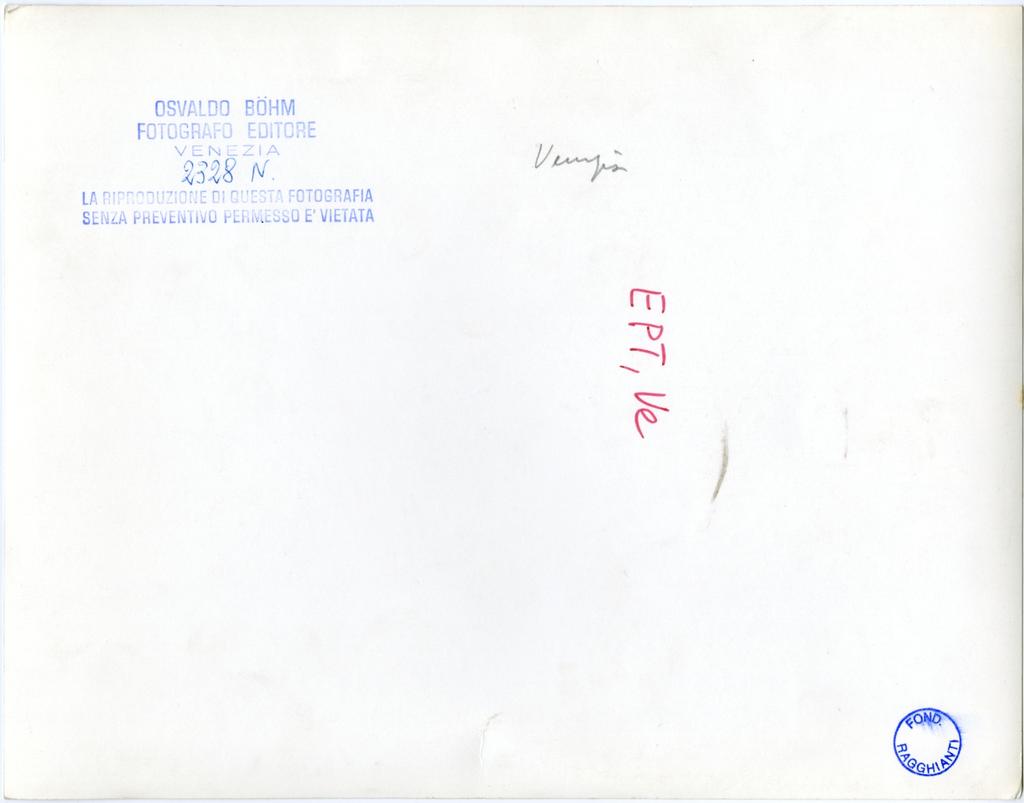 OSVALDO BÖHM
FOTOGRAFO EDITORE
VENEZIA
2328 N.
LA RIPRODUZIONE DI QUESTA FOTOGRAFIA
SENZA PREVENTIVO PERMESSO E' VIETATA
Venezia
EPT, Ve
FOND.
RAGGHIANTI